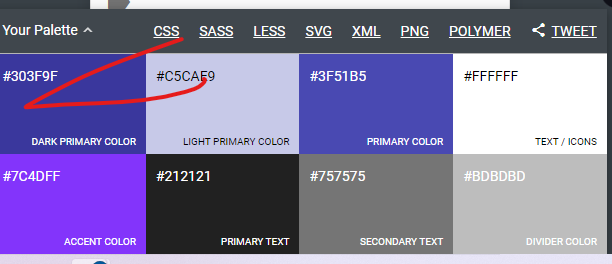 Your Palette CSS SASS LESS SVG XML PNG POLYMER TWEET
#303F9F #C5CAE9 #3F51B5 #FFFFFF
DARK PRIMARY COLOR LIGHT PRIMARY COLOR PRIMARY COLOR TEXT / ICONS
#7C4DFF #212121 #757575 #BDBDBD
ACCENT COLOR PRIMARY TEXT SECONDARY TEXT DIVIDER COLOR